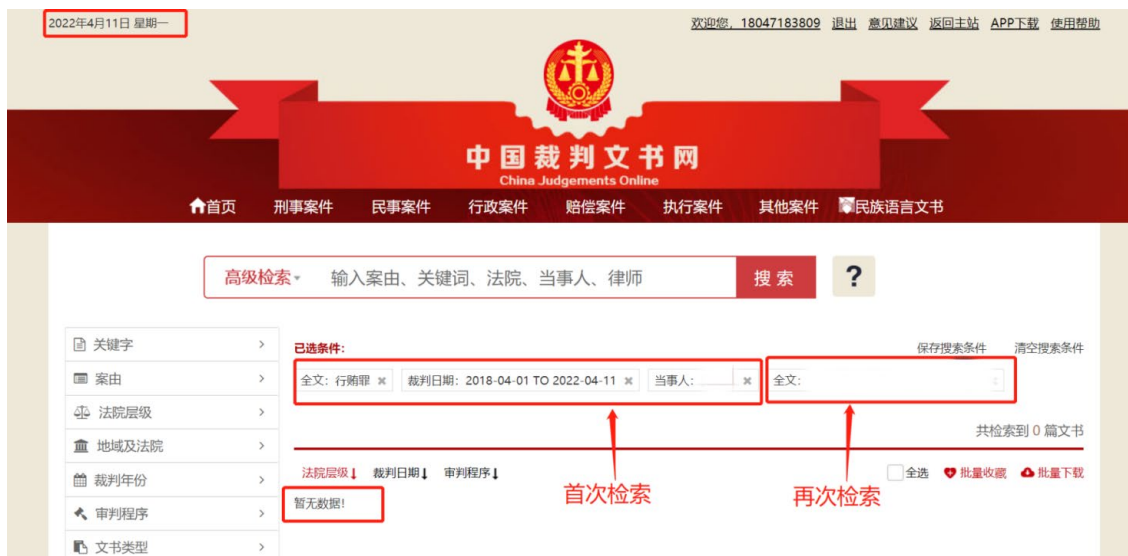 2022年4月11日 星期一
欢迎您，18047183809 退出 意见建议 返回主站 APP下载 使用帮助
中国裁判文书网
China Judgements Online
首页 刑事案件 民事案件 行政案件 赔偿案件 执行案件 其他案件 民族语言文书
高级检索 输入案由、关键词、法院、当事人、律师 搜索 ?
关键字
案由
法院层级
地域及法院
裁判年份
审判程序
文书类型
已选条件：
保存搜索条件 清空搜索条件
全文：行贿罪 × 裁判日期：2018-04-01 TO 2022-04-11 × 当事人： × 全文：
共检索到 0 篇文书
法院层级↓ 裁判日期↓ 审判程序↓
全选 批量收藏 批量下载
暂无数据!
首次检索
再次检索